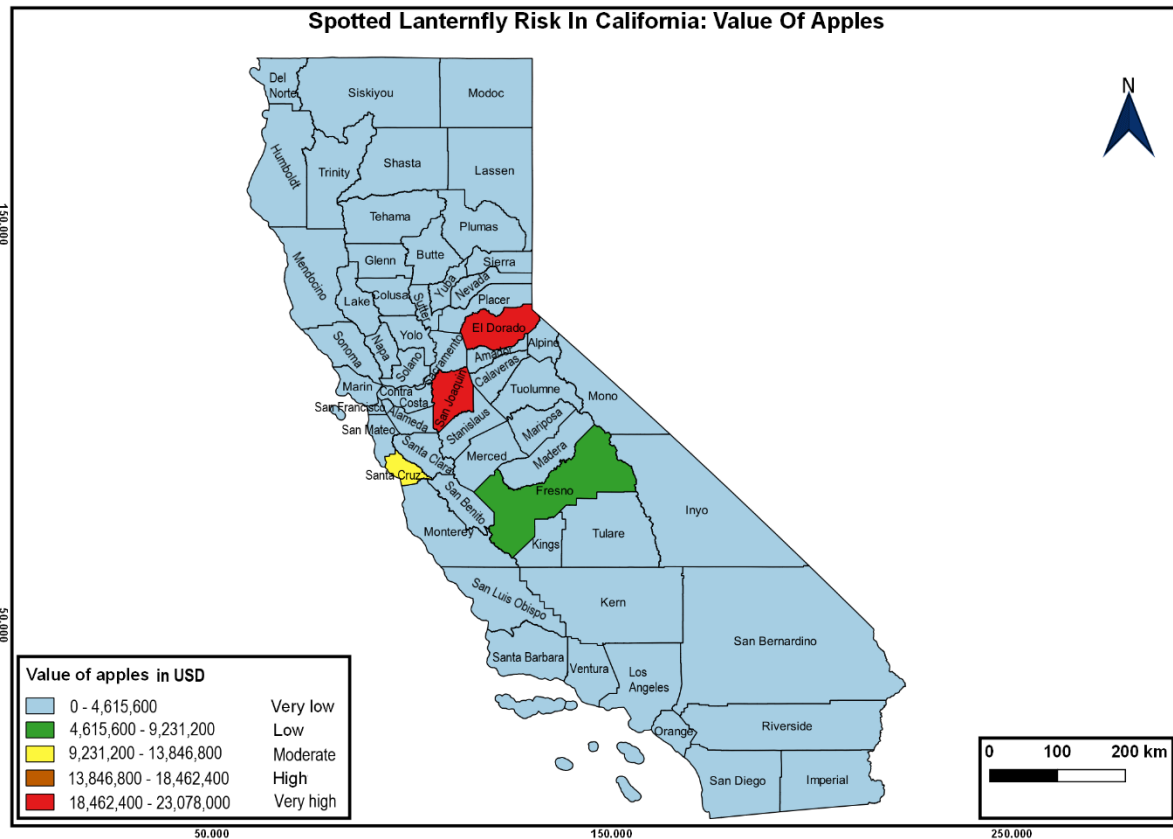 Spotted Lanternfly Risk In California: Value Of Apples
N
Del
Norte
Siskiyou
Modoc
Humboldt
Trinity
Shasta
Lassen
Tehama
Plumas
Mendocino
Glenn
Butte
Sierra
Yuba
Nevada
Lake
Colusa
Sutter
Placer
El Dorado
Yolo
Sonoma
Napa
Solano
Sacramento
Amador
Alpine
Calaveras
Marin
Contra
Costa
San Joaquin
Tuolumne
Mono
San Francisco
Alameda
Stanislaus
Mariposa
San Mateo
Santa Clara
Merced
Madera
Santa Cruz
Fresno
San Benito
Inyo
Monterey
Kings
Tulare
San Luis Obispo
Kern
San Bernardino
Santa Barbara
Ventura
Los
Angeles
Orange
Riverside
San Diego
Imperial
150.000
50.000
Value of apples in USD
0 - 4,615,600 Very low
4,615,600 - 9,231,200 Low
9,231,200 - 13,846,800 Moderate
13,846,800 - 18,462,400 High
18,462,400 - 23,078,000 Very high
0 100 200 km
50.000 150.000 250.000